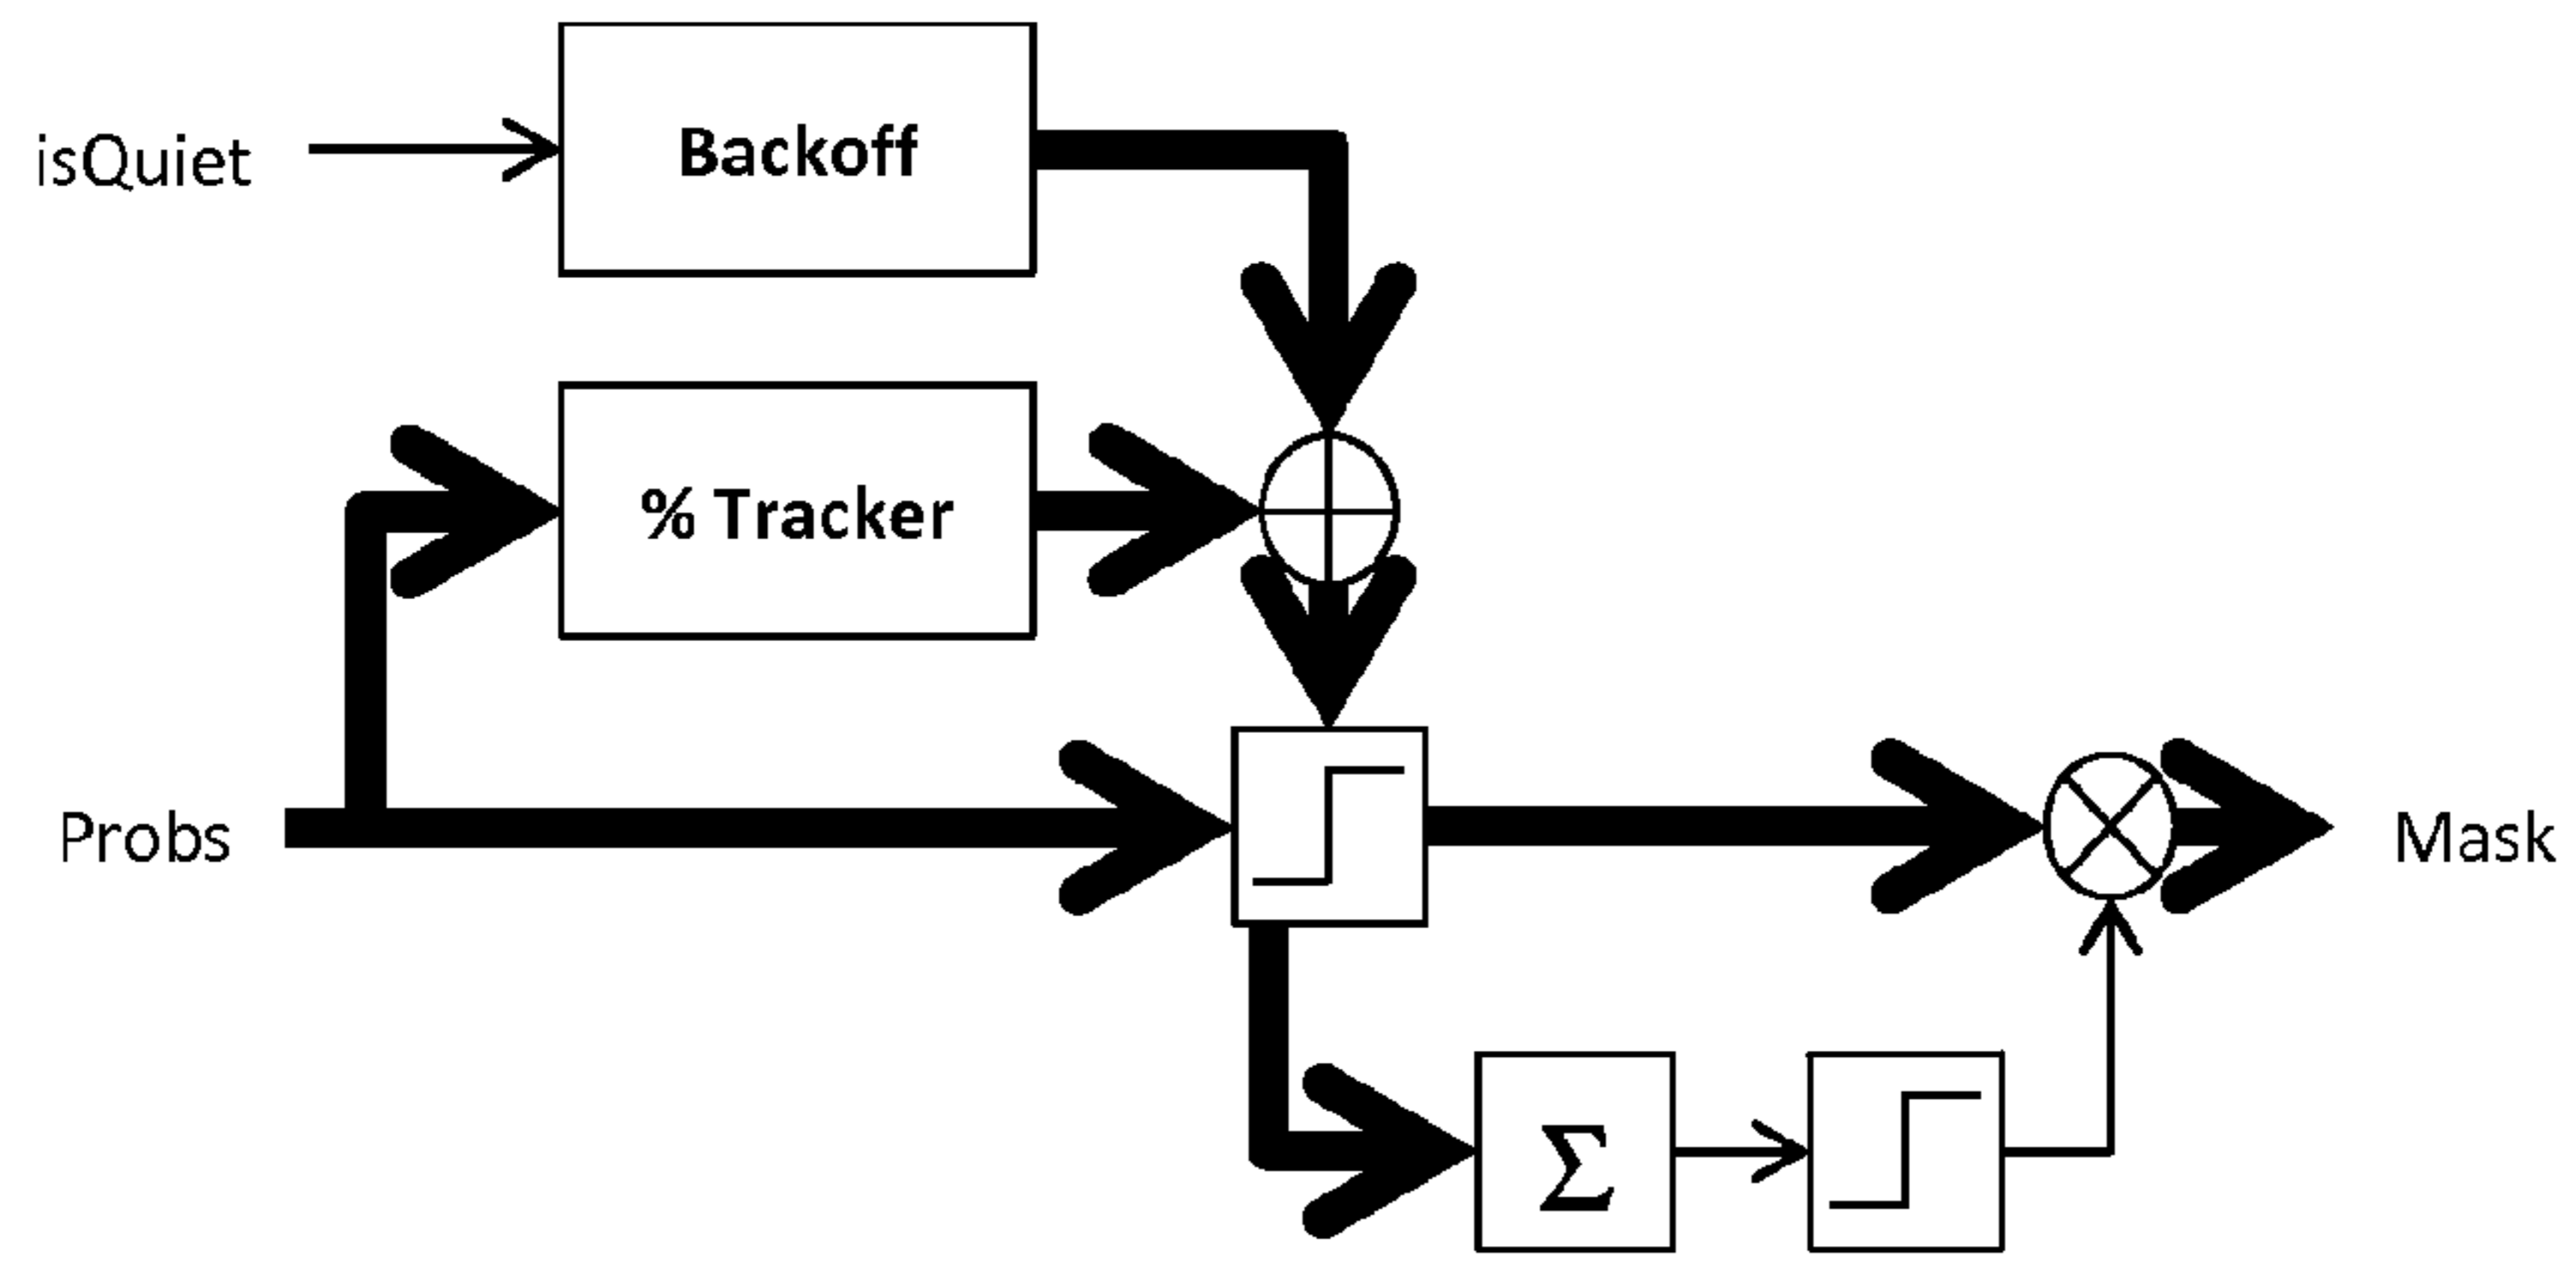 isQuiet
Backoff
% Tracker
Probs
Mask
Σ